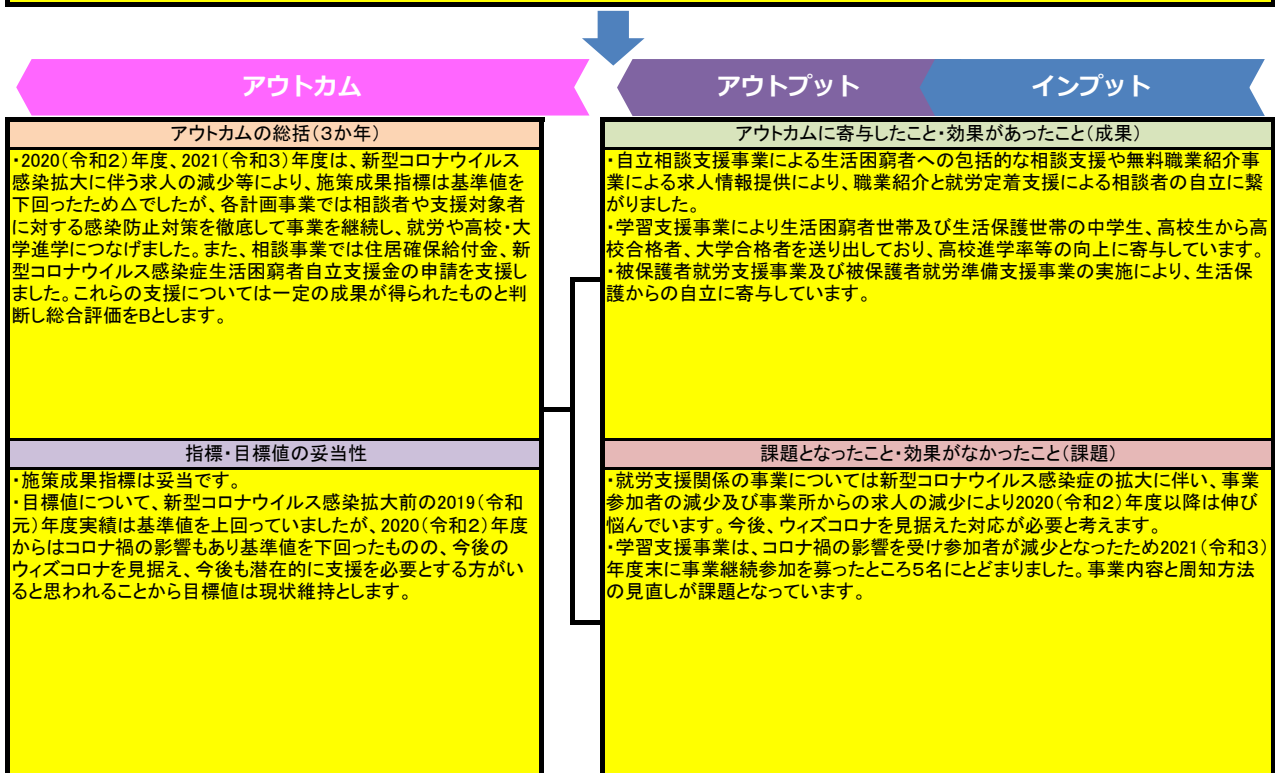 アウトカム
アウトプット
インプット
アウトカムの総括(3か年)
・2020(令和2)年度、2021(令和3)年度は、新型コロナウイルス
感染拡大に伴う求人の減少等により、施策成果指標は基準値を
下回ったため△でしたが、各計画事業では相談者や支援対象者
に対する感染防止対策を徹底して事業を継続し、就労や高校・大
学進学につなげました。また、相談事業では住居確保給付金、新
型コロナウイルス感染症生活困窮者自立支援金の申請を支援し
ました。これらの支援については一定の成果が得られたものと判
断し総合評価をBとします。
指標・目標値の妥当性
・施策成果指標は妥当です。
・目標値について、新型コロナウイルス感染拡大前の2019(令和
元)年度実績は基準値を上回っていましたが、2020(令和2)年度
からはコロナ禍の影響もあり基準値を下回ったものの、今後の
ウィズコロナを見据え、今後も潜在的に支援を必要とする方がい
ると思われることから目標値は現状維持とします。
アウトカムに寄与したこと・効果があったこと(成果)
・自立相談支援事業による生活困窮者への包括的な相談支援や無料職業紹介事
業による求人情報提供により、職業紹介と就労定着支援による相談者の自立に繋
がりました。
・学習支援事業により生活困窮者世帯及び生活保護世帯の中学生、高校生から高
校合格者、大学合格者を送り出しており、高校進学率等の向上に寄与しています。
・被保護者就労支援事業及び被保護者就労準備支援事業の実施により、生活保
護からの自立に寄与しています。
課題となったこと・効果がなかったこと(課題)
・就労支援関係の事業については新型コロナウイルス感染症の拡大に伴い、事業
参加者の減少及び事業所からの求人の減少により2020(令和2)年度以降は伸び
悩んでいます。今後、ウィズコロナを見据えた対応が必要と考えます。
・学習支援事業は、コロナ禍の影響を受け参加者が減少となったため2021(令和3)
年度末に事業継続参加を募ったところ5名にとどまりました。事業内容と周知方法
の見直しが課題となっています。